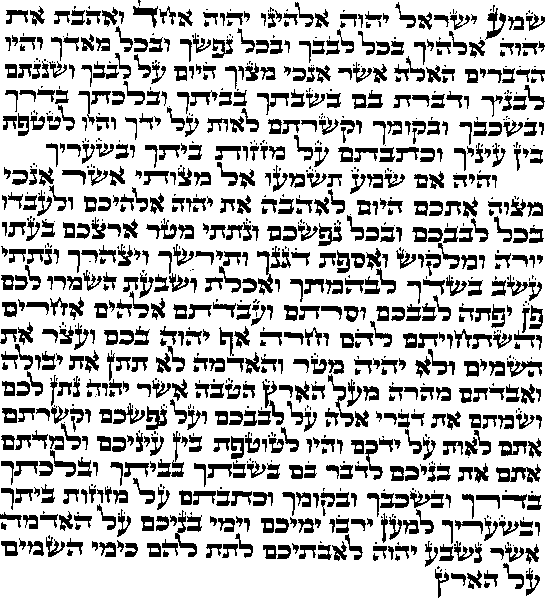 שמע ישראל יהוה אלהינו יהוה אחד ואהבת את
יהוה אלהיך בכל לבבך ובכל נפשך ובכל מאדך והיו
הדברים האלה אשר אנכי מצוך היום על לבבך ושננתם
לבניך ודברת בם בשבתך בביתך ובלכתך בדרך
ובשכבך ובקומך וקשרתם לאות על ידך והיו לטטפת
בין עיניך וכתבתם על מזזות ביתך ובשעריך
והיה אם שמע תשמעו אל מצותי אשר אנכי
מצוה אתכם היום לאהבה את יהוה אלהיכם ולעבדו
בכל לבבכם ובכל נפשכם ונתתי מטר ארצכם בעתו
יורה ומלקוש ואספת דגנך ותירשך ויצהרך ונתתי
עשב בשדך לבהמתך ואכלת ושבעת השמרו לכם
פן יפתה לבבכם וסרתם ועבדתם אלהים אחרים
והשתחויתם להם וחרה אף יהוה בכם ועצר את
השמים ולא יהיה מטר והאדמה לא תתן את יבולה
ואבדתם מהרה מעל הארץ הטבה אשר יהוה נתן לכם
ושמתם את דברי אלה על לבבכם ועל נפשכם וקשרתם
אתם לאות על ידכם והיו לטוטפת בין עיניכם ולמדתם
אתם את בניכם לדבר בם בשבתך בביתך ובלכתך
בדרך ובשכבך ובקומך וכתבתם על מזוזות ביתך
ובשעריך למען ירבו ימיכם וימי בניכם על האדמה
אשר נשבע יהוה לאבתיכם לתת להם כימי השמים
על הארץ